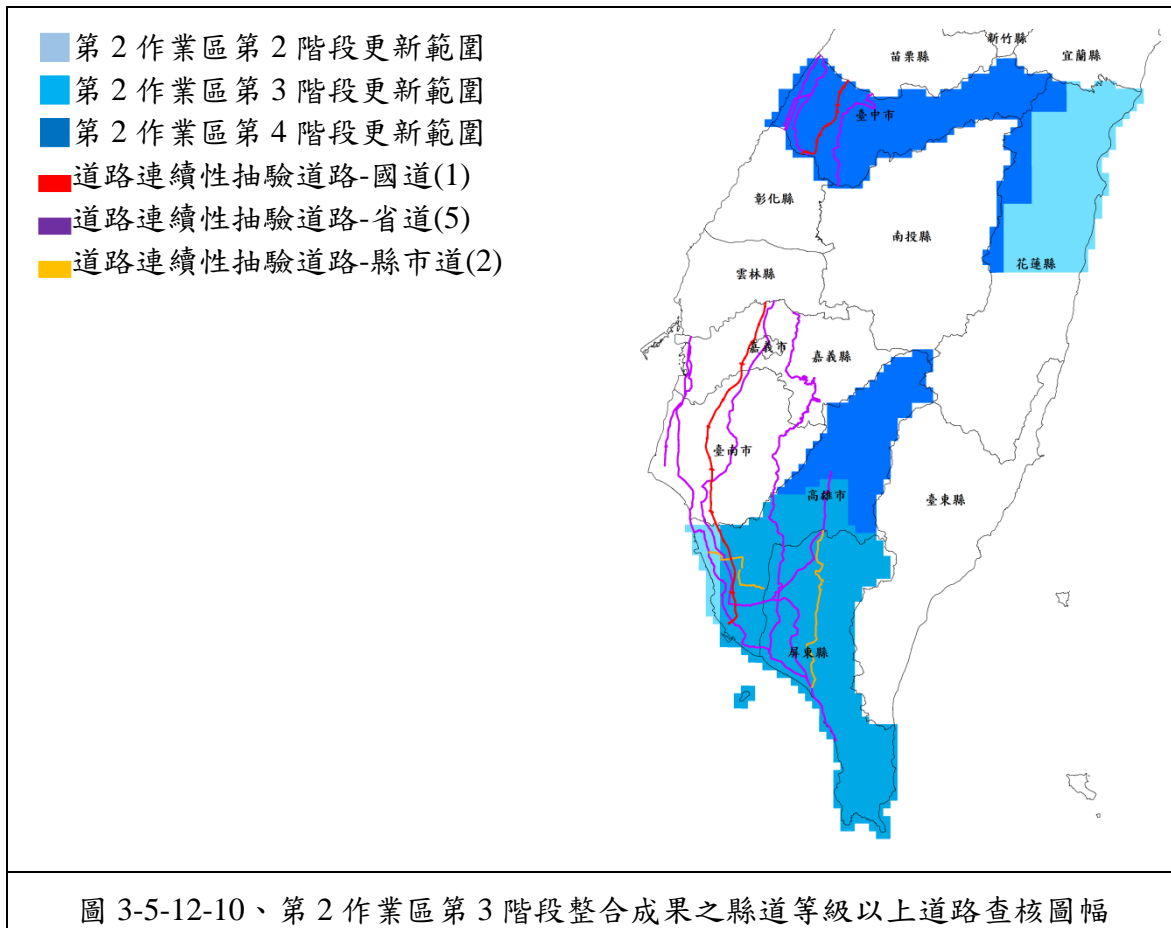 第 2 作業區第 2 階段更新範圍
第 2 作業區第 3 階段更新範圍
第 2 作業區第 4 階段更新範圍
道路連續性抽驗道路-國道(1)
道路連續性抽驗道路-省道(5)
道路連續性抽驗道路-縣市道(2)
新竹縣
苗栗縣
宜蘭縣
臺中市
彰化縣
南投縣
花蓮縣
雲林縣
嘉義市
嘉義縣
臺南市
高雄市
臺東縣
屏東縣
圖 3-5-12-10、第 2 作業區第 3 階段整合成果之縣道等級以上道路查核圖幅